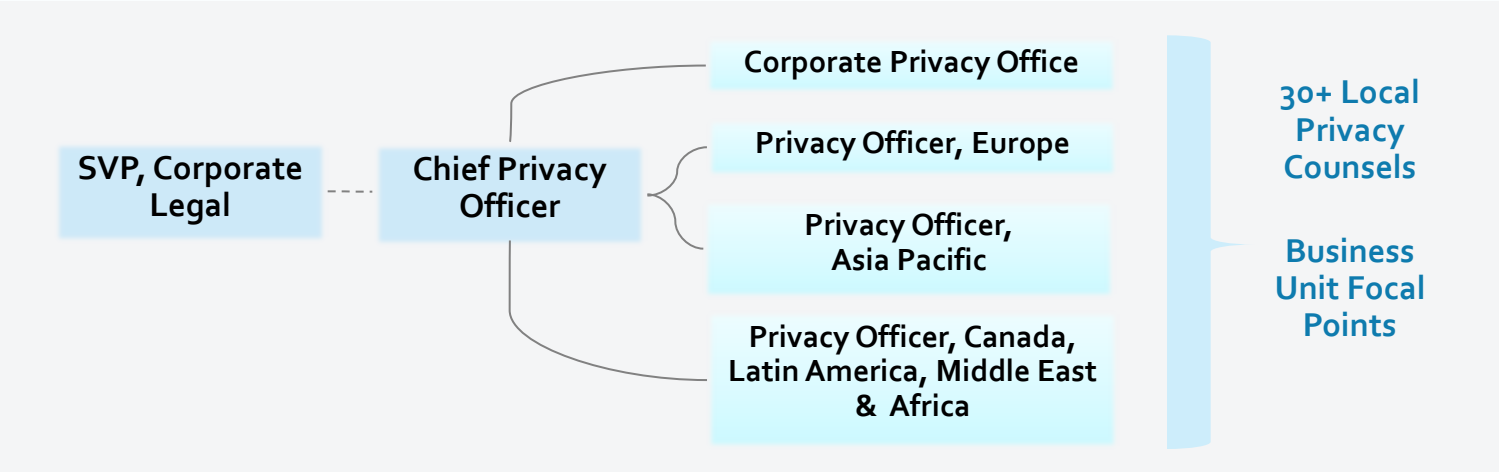 SVP, Corporate
Legal
Chief Privacy
Officer
Corporate Privacy Office
Privacy Officer, Europe
Privacy Officer,
Asia Pacific
Privacy Officer, Canada,
Latin America, Middle East
& Africa
30+ Local
Privacy
Counsels
Business
Unit Focal
Points